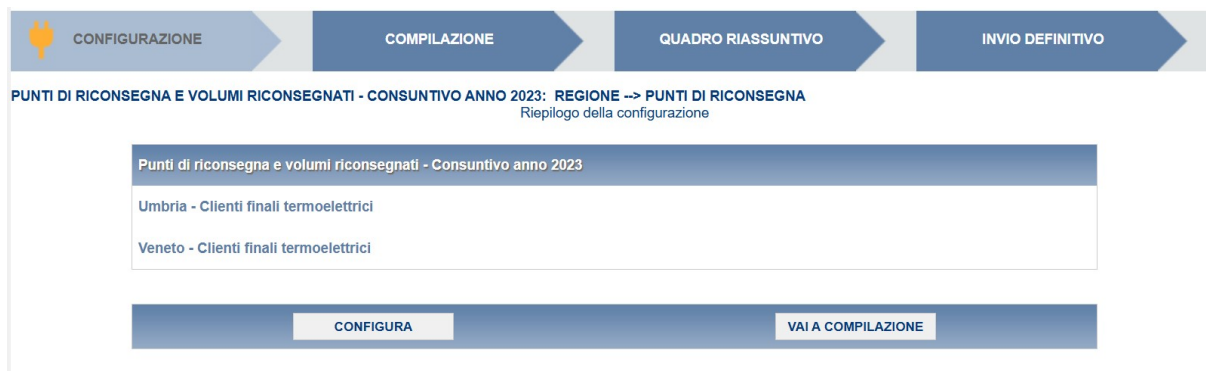 CONFIGURAZIONE
COMPILAZIONE
QUADRO RIASSUNTIVO
INVIO DEFINITIVO
PUNTI DI RICONSEGNA E VOLUMI RICONSEGNATI - CONSUNTIVO ANNO 2023: REGIONE --> PUNTI DI RICONSEGNA
Riepilogo della configurazione
Punti di riconsegna e volumi riconsegnati - Consuntivo anno 2023
Umbria - Clienti finali termoelettrici
Veneto - Clienti finali termoelettrici
CONFIGURA
VAI A COMPILAZIONE